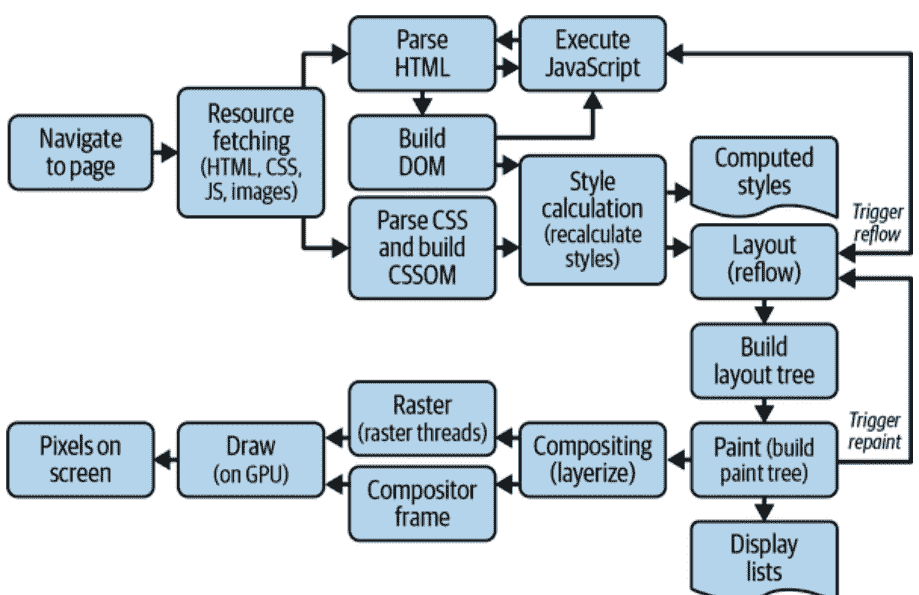 Navigate
to page
Resource
fetching
(HTML, CSS,
JS, images)
Parse
HTML
Execute
JavaScript
Build
DOM
Parse CSS
and build
CSSOM
Style
calculation
(recalculate
styles)
Computed
styles
Trigger
reflow
Layout
(reflow)
Build
layout tree
Trigger
repaint
Paint (build
paint tree)
Display
lists
Compositing
(layerize)
Raster
(raster threads)
Compositor
frame
Draw
(on GPU)
Pixels on
screen